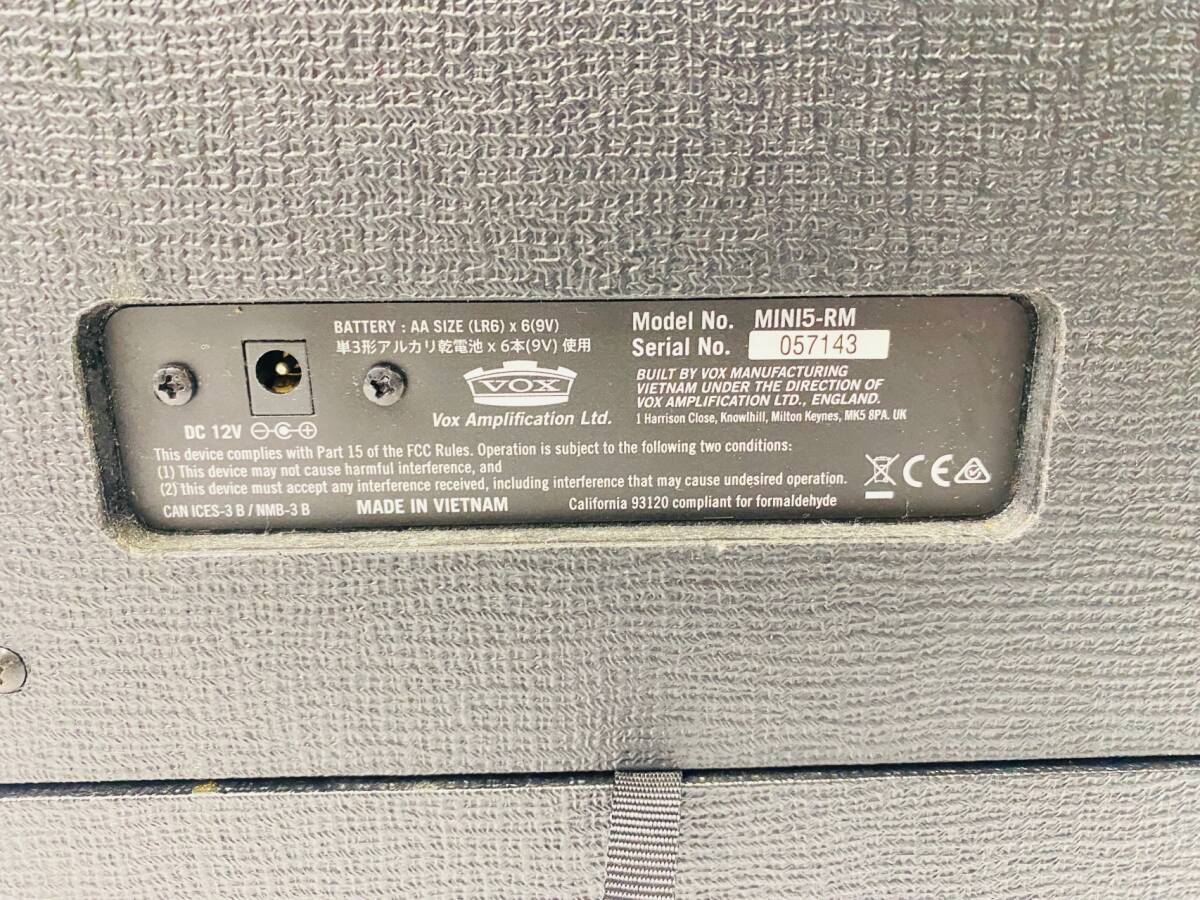 BATTERY : AA SIZE (LR6) x 6(9V)
単3形アルカリ乾電池 x 6本(9V) 使用
VOX
Vox Amplification Ltd.
DC 12V
Model No. MINI5-RM
Serial No. 057143
BUILT BY VOX MANUFACTURING
VIETNAM UNDER THE DIRECTION OF
VOX AMPLIFICATION LTD., ENGLAND.
1 Harrison Close, Knowlhill, Milton Keynes, MK5 8PA. UK
This device complies with Part 15 of the FCC Rules. Operation is subject to the following two conditions:
(1) This device may not cause harmful interference, and
(2) this device must accept any interference received, including interference that may cause undesired operation.
CAN ICES-3 B / NMB-3 B
MADE IN VIETNAM
California 93120 compliant for formaldehyde
CE